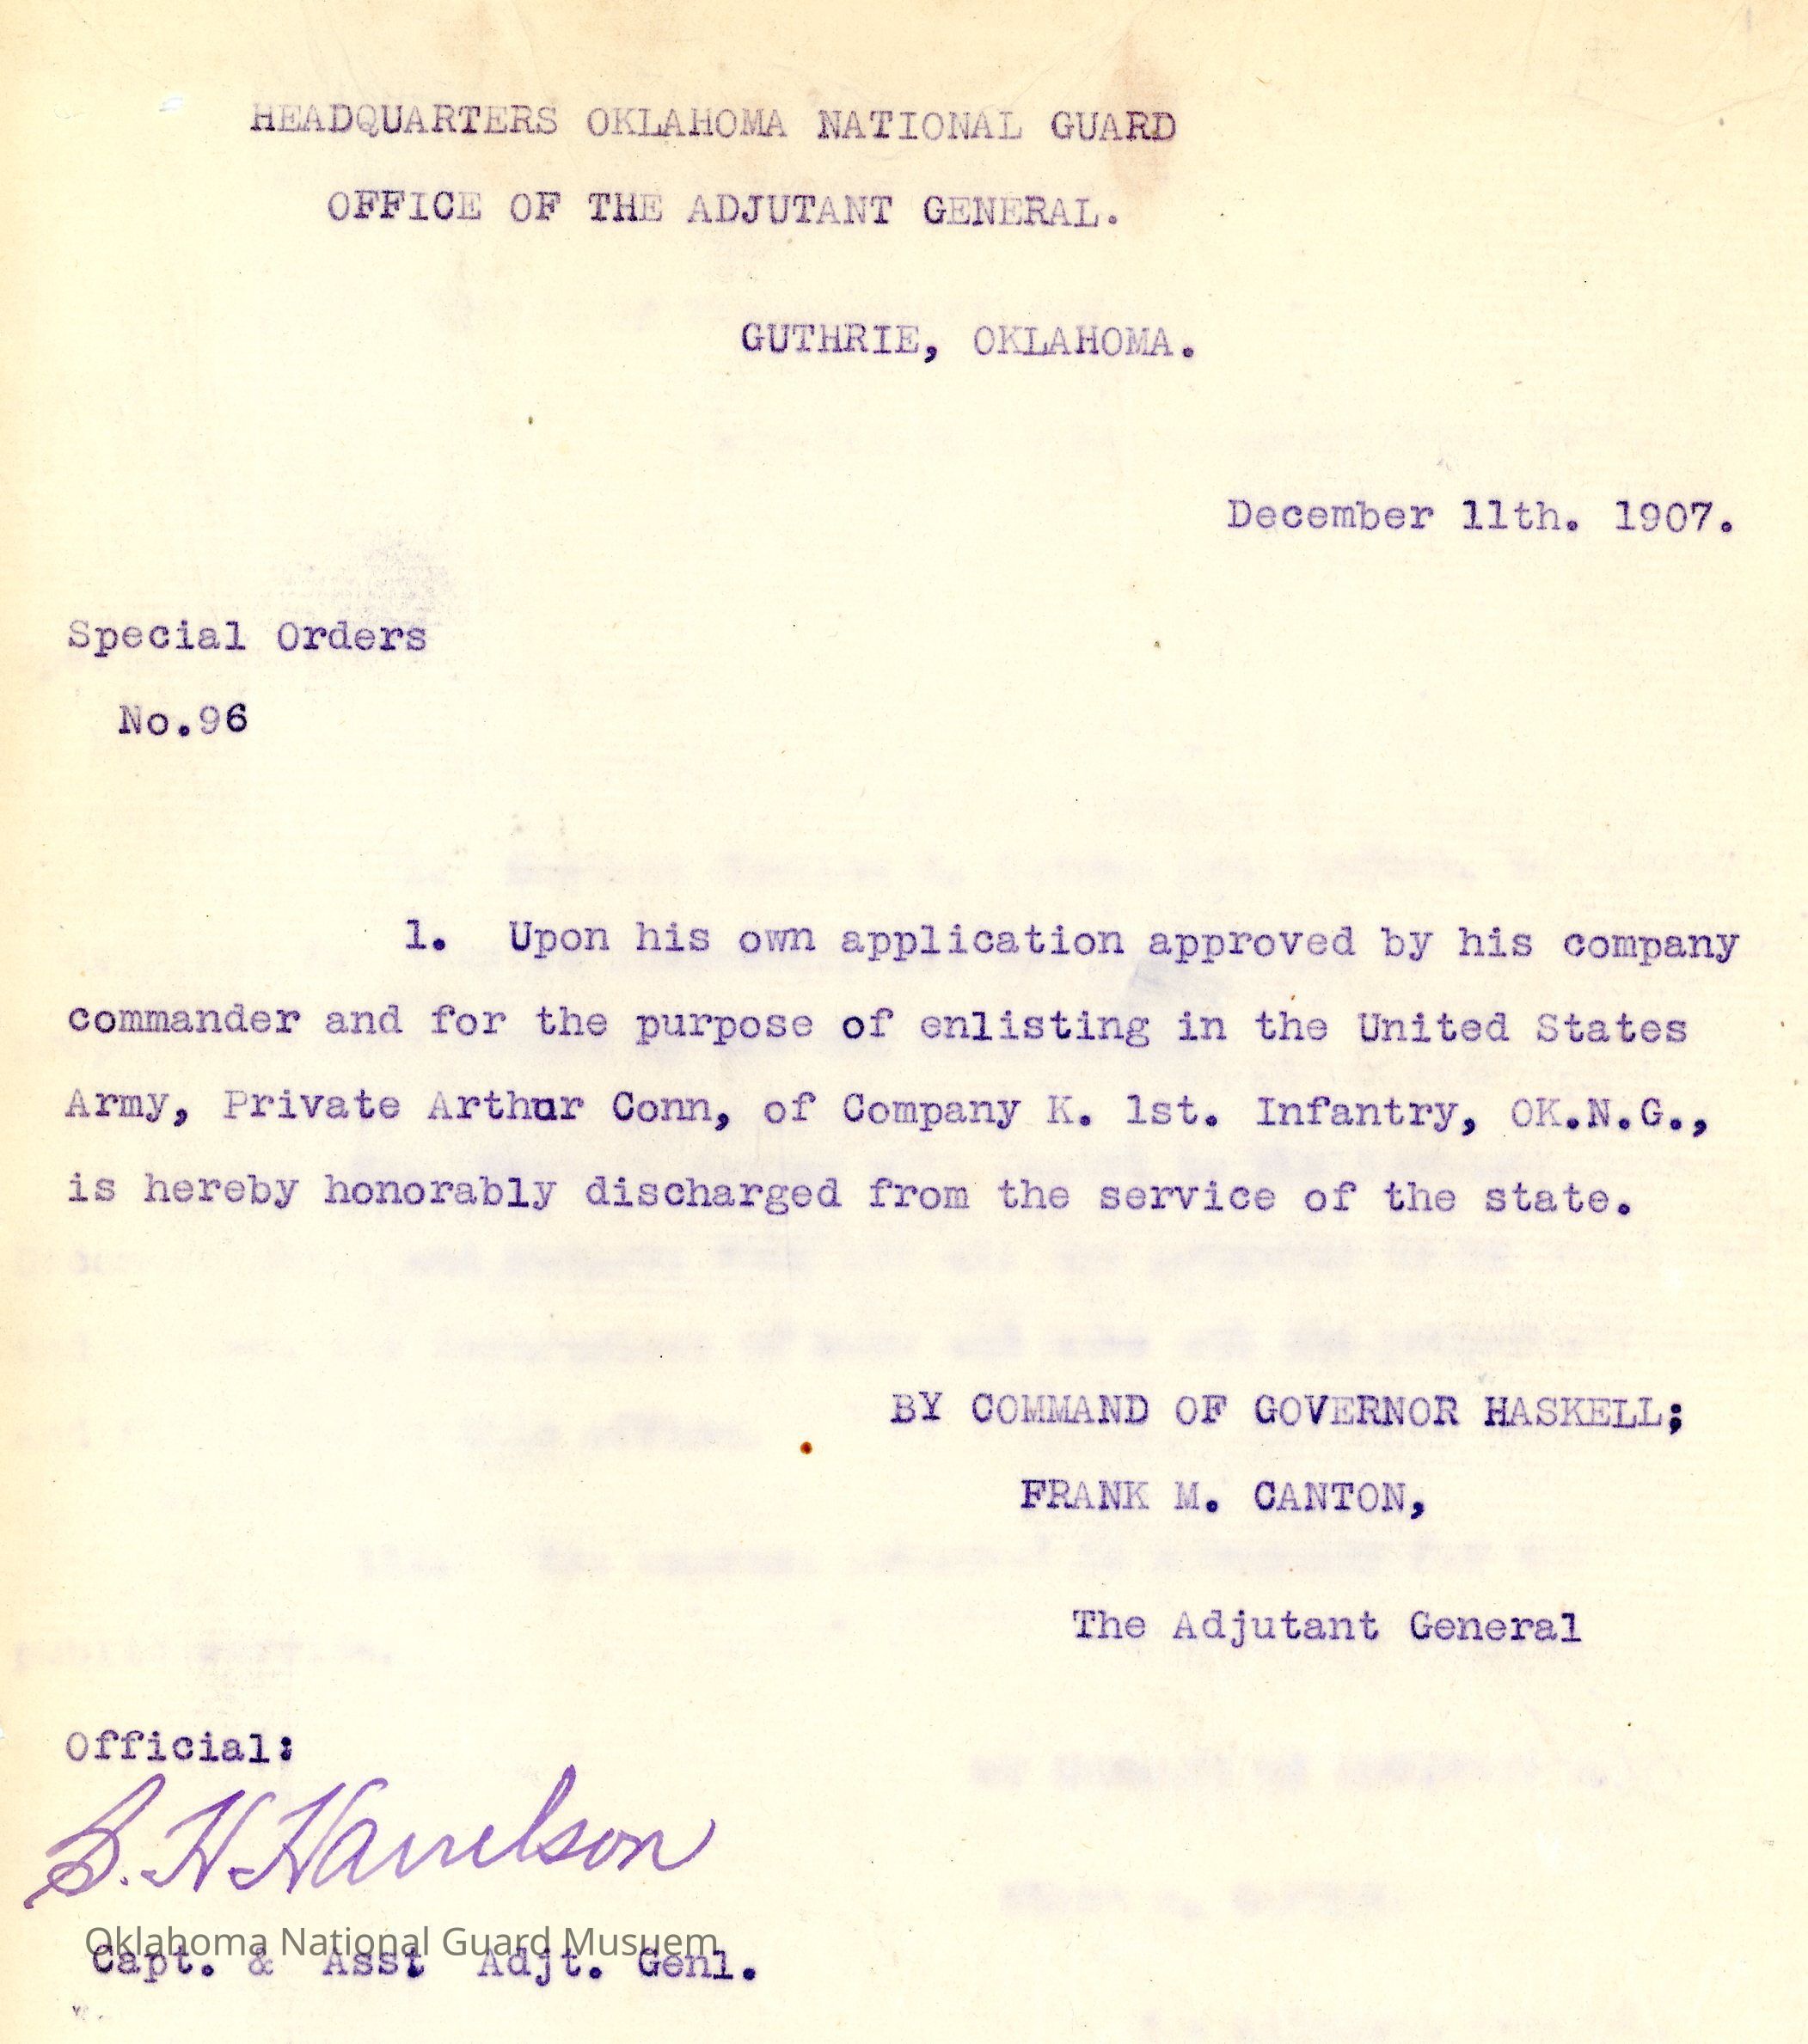 HEADQUARTERS OKLAHOMA NATIONAL GUARD
OFFICE OF THE ADJUTANT GENERAL.
GUTHRIE, OKLAHOMA.
December 11th. 1907.
Special Orders
No.96
1. Upon his own application approved by his company
commander and for the purpose of enlisting in the United States
Army, Private Arthur Conn, of Company K. 1st. Infantry, OK.N.G.,
is hereby honorably discharged from the service of the state.
BY COMMAND OF GOVERNOR HASKELL;
FRANK M. CANTON,
The Adjutant General
Official:
H. Harrelson
Oklahoma National Guard Musuem
Capt. & Asst Adjt. Genl.